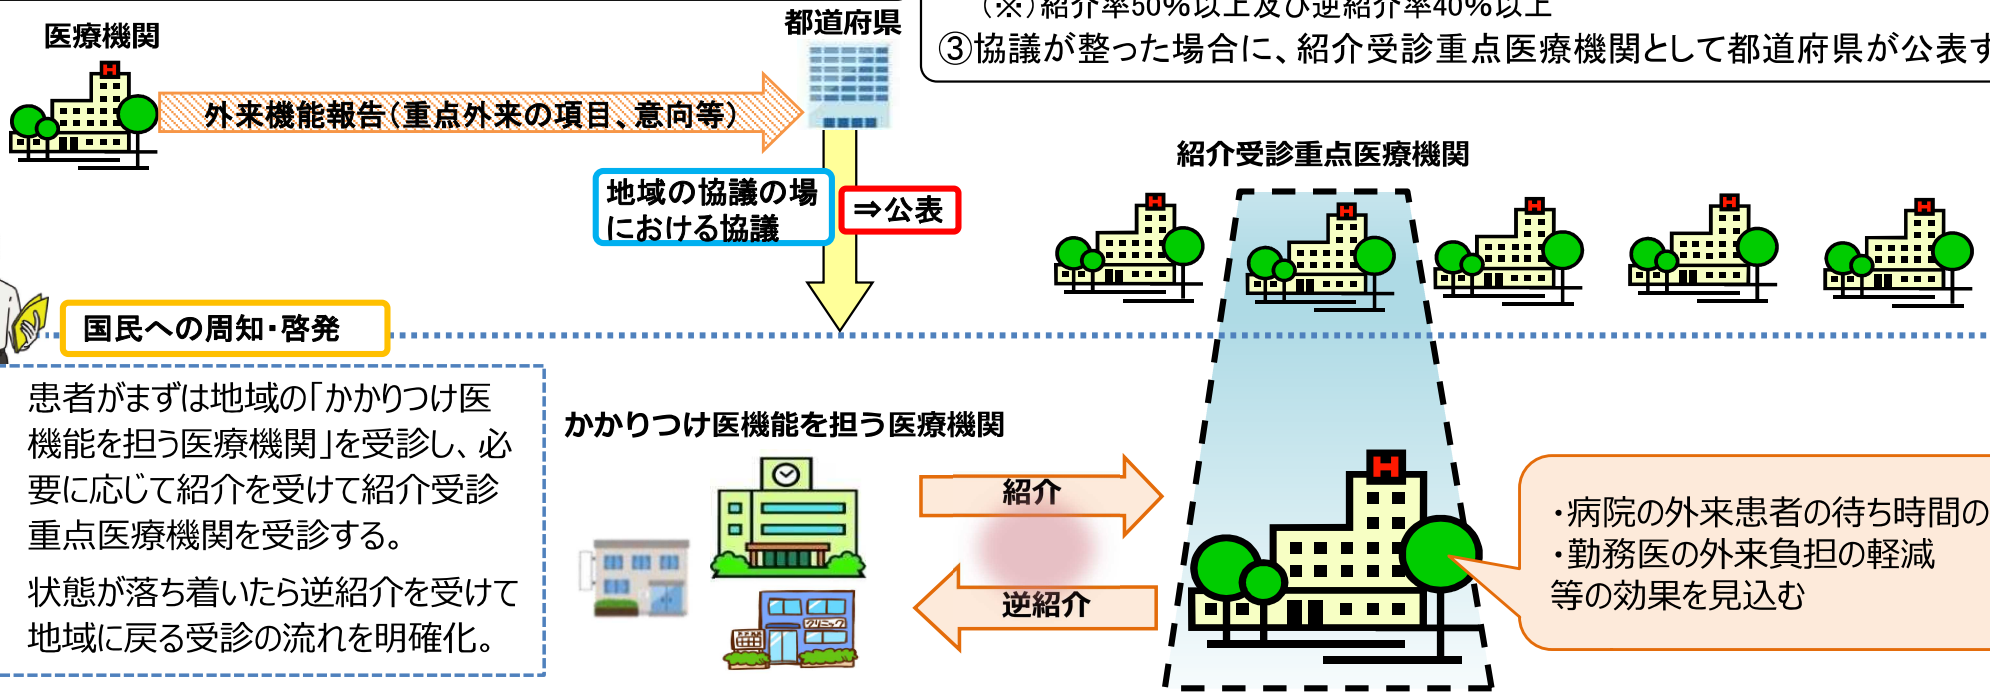 （※）紹介率50%以上及び逆紹介率40%以上
③協議が整った場合に、紹介受診重点医療機関として都道府県が公表す
都道府県
医療機関
外来機能報告（重点外来の項目、意向等）
地域の協議の場
における協議
⇒公表
紹介受診重点医療機関
H
H
H
H
H
H
国民への周知・啓発
患者がまずは地域の「かかりつけ医
機能を担う医療機関」を受診し、必
要に応じて紹介を受けて紹介受診
重点医療機関を受診する。
状態が落ち着いたら逆紹介を受けて
地域に戻る受診の流れを明確化。
かかりつけ医機能を担う医療機関
クリニック
紹介
逆紹介
H
・病院の外来患者の待ち時間の
・勤務医の外来負担の軽減
等の効果を見込む